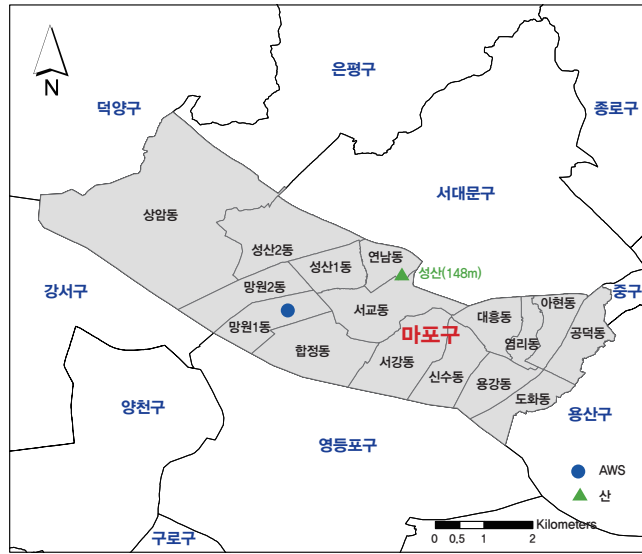 은평구
N
덕양구
종로구
서대문구
상암동
연남동
성산2동
성산1동
성산(148m)
강서구
망원2동
중구
아현동
서교동
대흥동
망원1동
마포구
공덕동
염리동
합정동
서강동
신수동
용강동
도화동
양천구
용산구
영등포구
AWS
산
Kilometers
0 0.5 1 2
구로구